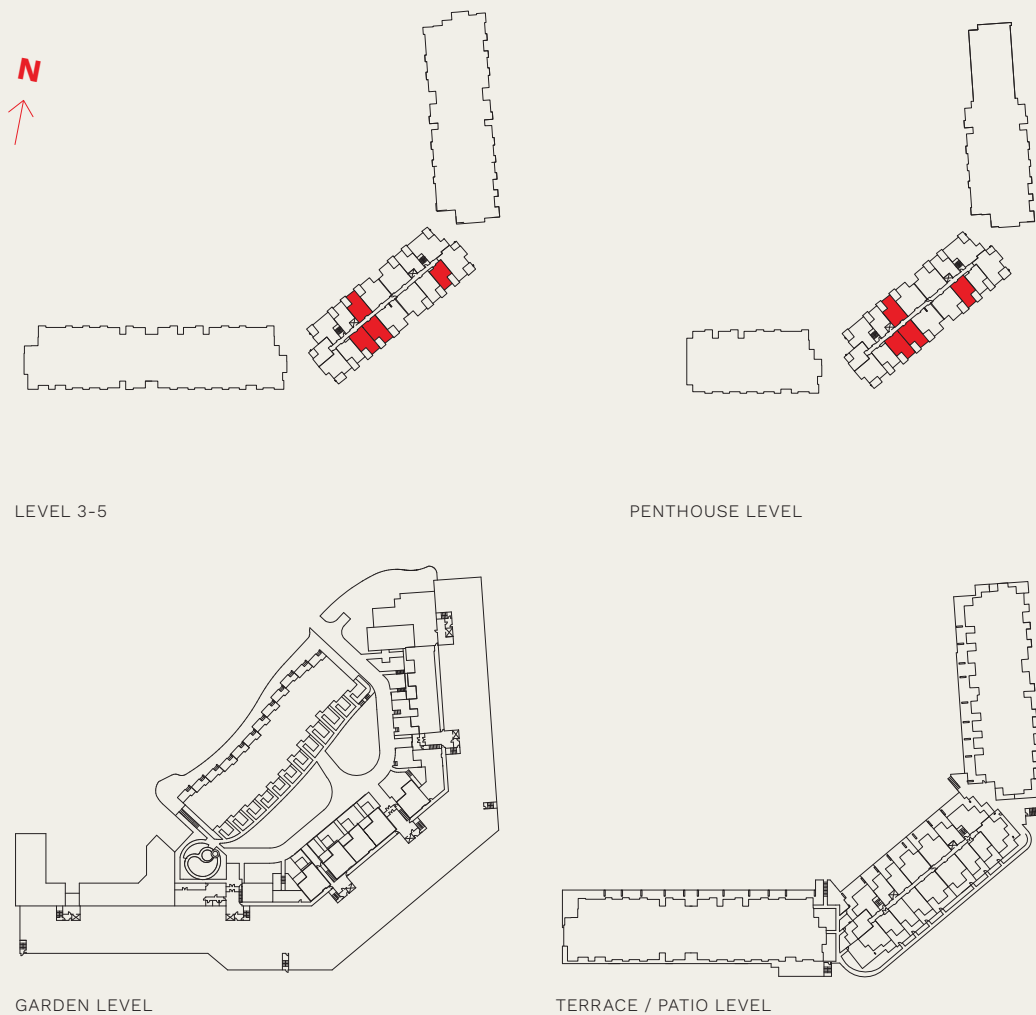 N
LEVEL 3-5
PENTHOUSE LEVEL
GARDEN LEVEL
TERRACE / PATIO LEVEL